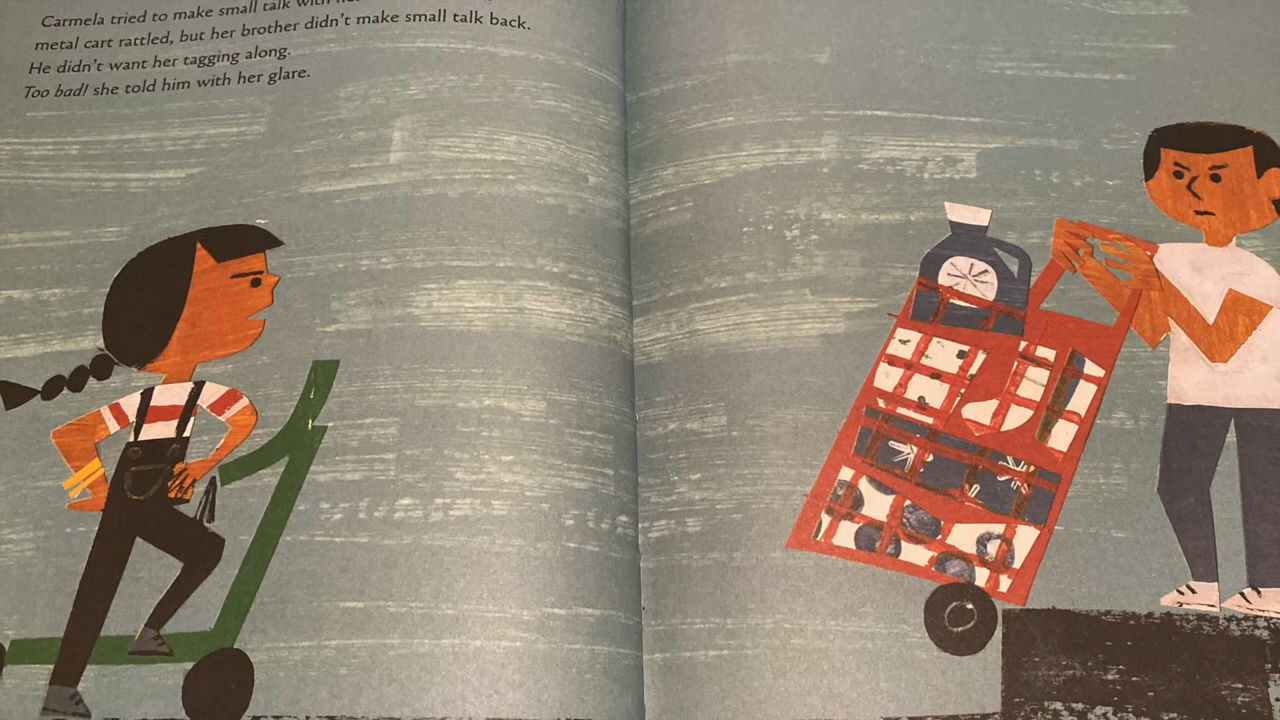 Carmela tried to make small talk with
metal cart rattled, but her brother didn't make small talk back.
He didn't want her tagging along.
Too bad! she told him with her glare.